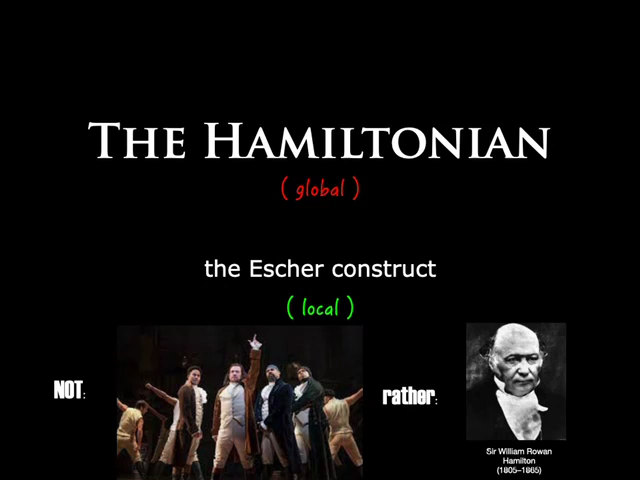 THE HAMILTONIAN
( global )
the Escher construct
( local )
NOT:
rather:
Sir William Rowan
Hamilton
(1805–1865)